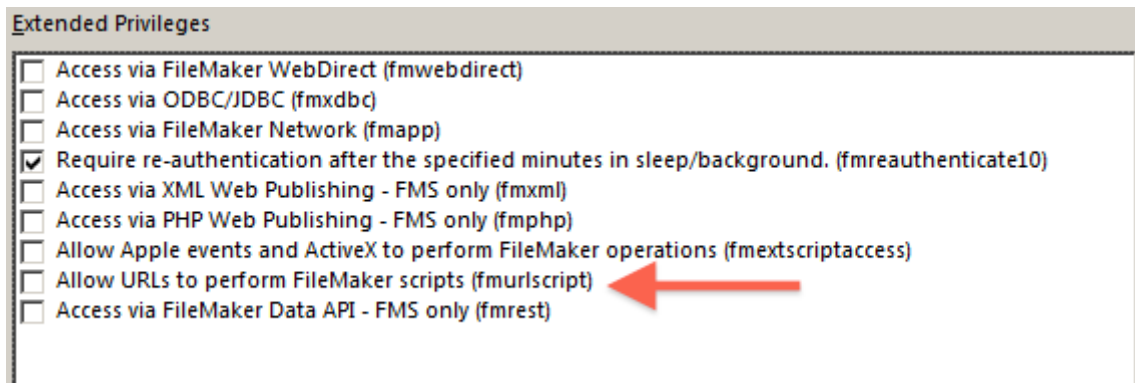 Extended Privileges
Access via FileMaker WebDirect (fmwebdirect)
Access via ODBC/JDBC (fmxdbc)
Access via FileMaker Network (fmapp)
Require re-authentication after the specified minutes in sleep/background. (fmreauthenticate10)
Access via XML Web Publishing - FMS only (fmxml)
Access via PHP Web Publishing - FMS only (fmphp)
Allow Apple events and ActiveX to perform FileMaker operations (fmextscriptaccess)
Allow URLs to perform FileMaker scripts (fmurlscript)
Access via FileMaker Data API - FMS only (fmrest)